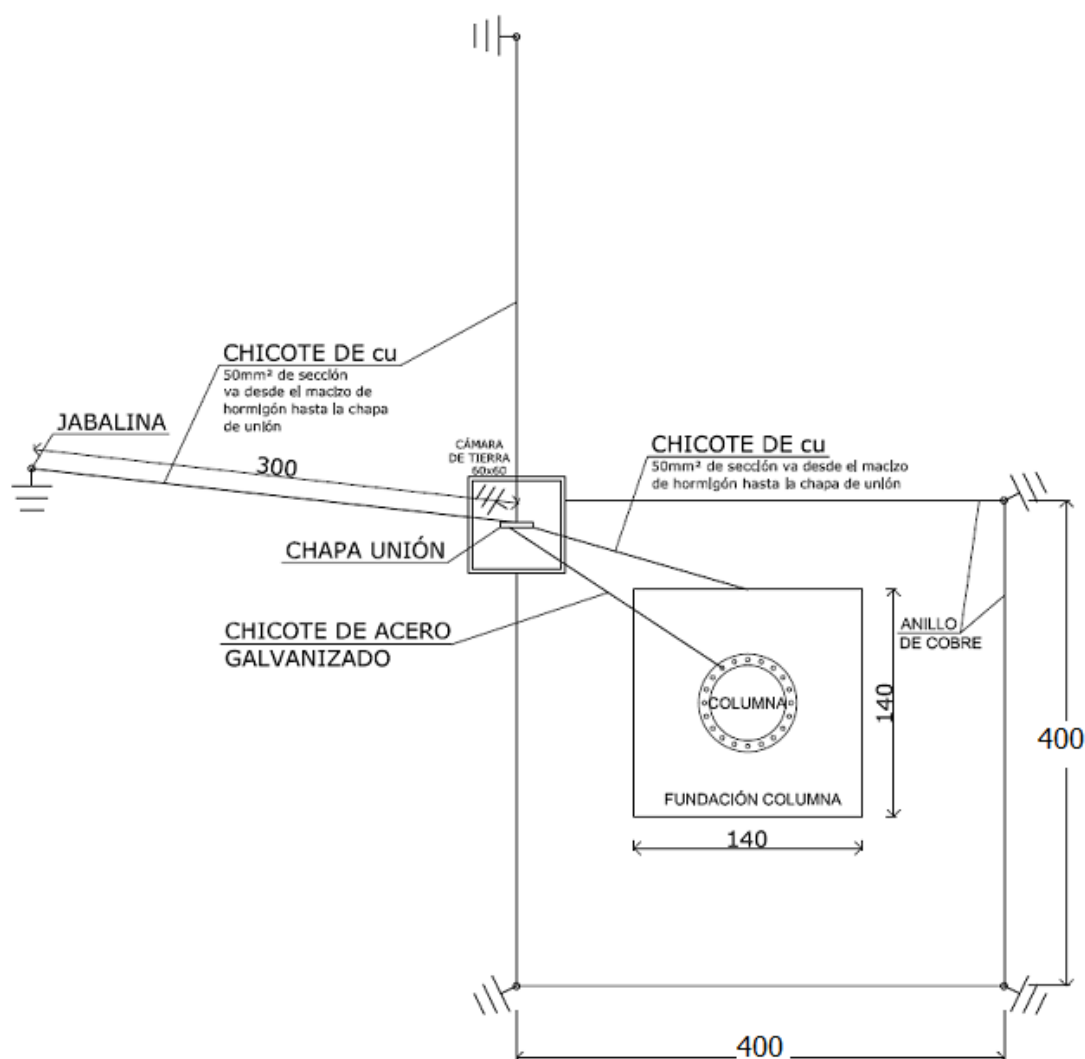 CHICOTE DE cu
50mm² de sección
va desde el macizo de
hormigón hasta la chapa
de unión
JABALINA
300
CÁMARA
DE TIERRA
60x60
CHICOTE DE cu
50mm² de sección va desde el macizo
de hormigón hasta la chapa de unión
CHAPA UNIÓN
CHICOTE DE ACERO
GALVANIZADO
ANILLO
DE COBRE
COLUMNA
140
400
FUNDACIÓN COLUMNA
140
400